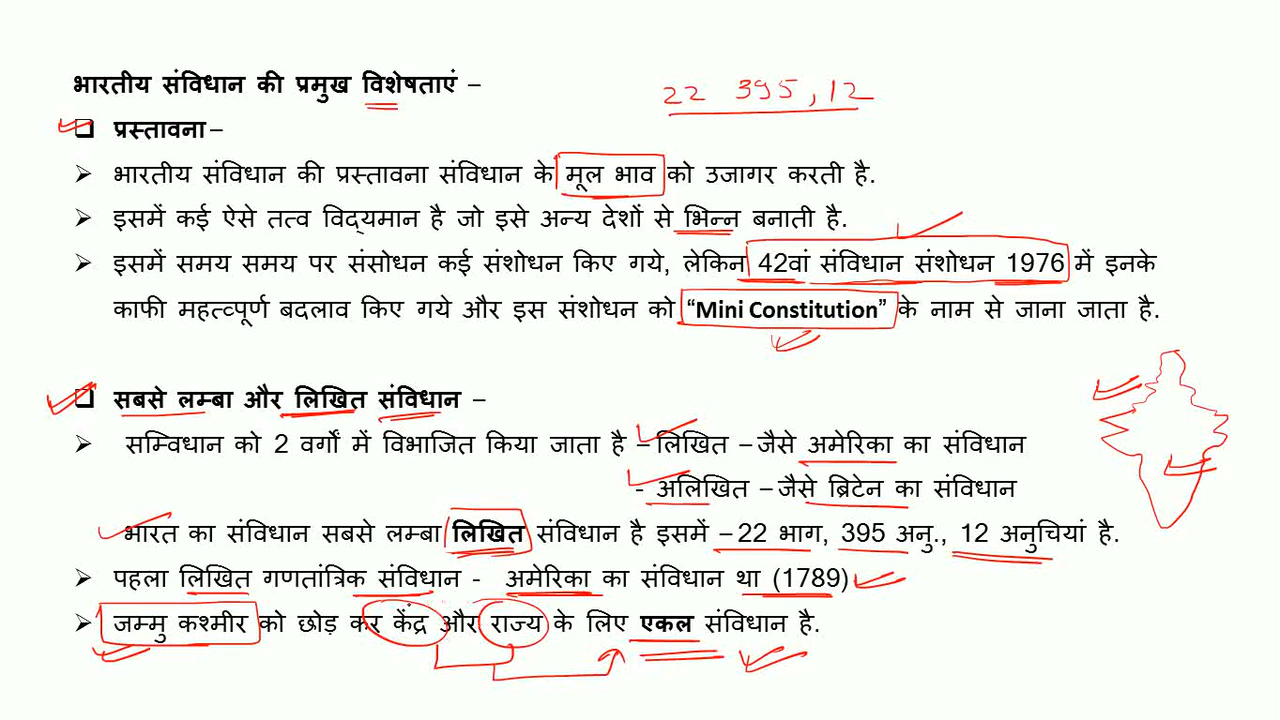 भारतीय संविधान की प्रमुख विशेषताएं –
22 395, 12
प्रस्तावना –
भारतीय संविधान की प्रस्तावना संविधान के मूल भाव को उजागर करती है.
इसमें कई ऐसे तत्व विद्यमान है जो इसे अन्य देशों से भिन्न बनाती है.
इसमें समय समय पर संसोधन कई संशोधन किए गये, लेकिन 42वां संविधान संशोधन 1976 में इनके
काफी महत्त्वपूर्ण बदलाव किए गये और इस संशोधन को “Mini Constitution” के नाम से जाना जाता है.
सबसे लम्बा और लिखित संविधान –
सम्विधान को 2 वर्गों में विभाजित किया जाता है – लिखित – जैसे अमेरिका का संविधान
- अलिखित – जैसे ब्रिटेन का संविधान
भारत का संविधान सबसे लम्बा लिखित संविधान है इसमें – 22 भाग, 395 अनु., 12 अनुचियां है.
पहला लिखित गणतांत्रिक संविधान - अमेरिका का संविधान था (1789)
जम्मु कश्मीर को छोड़ कर केंद्र और राज्य के लिए एकल संविधान है.